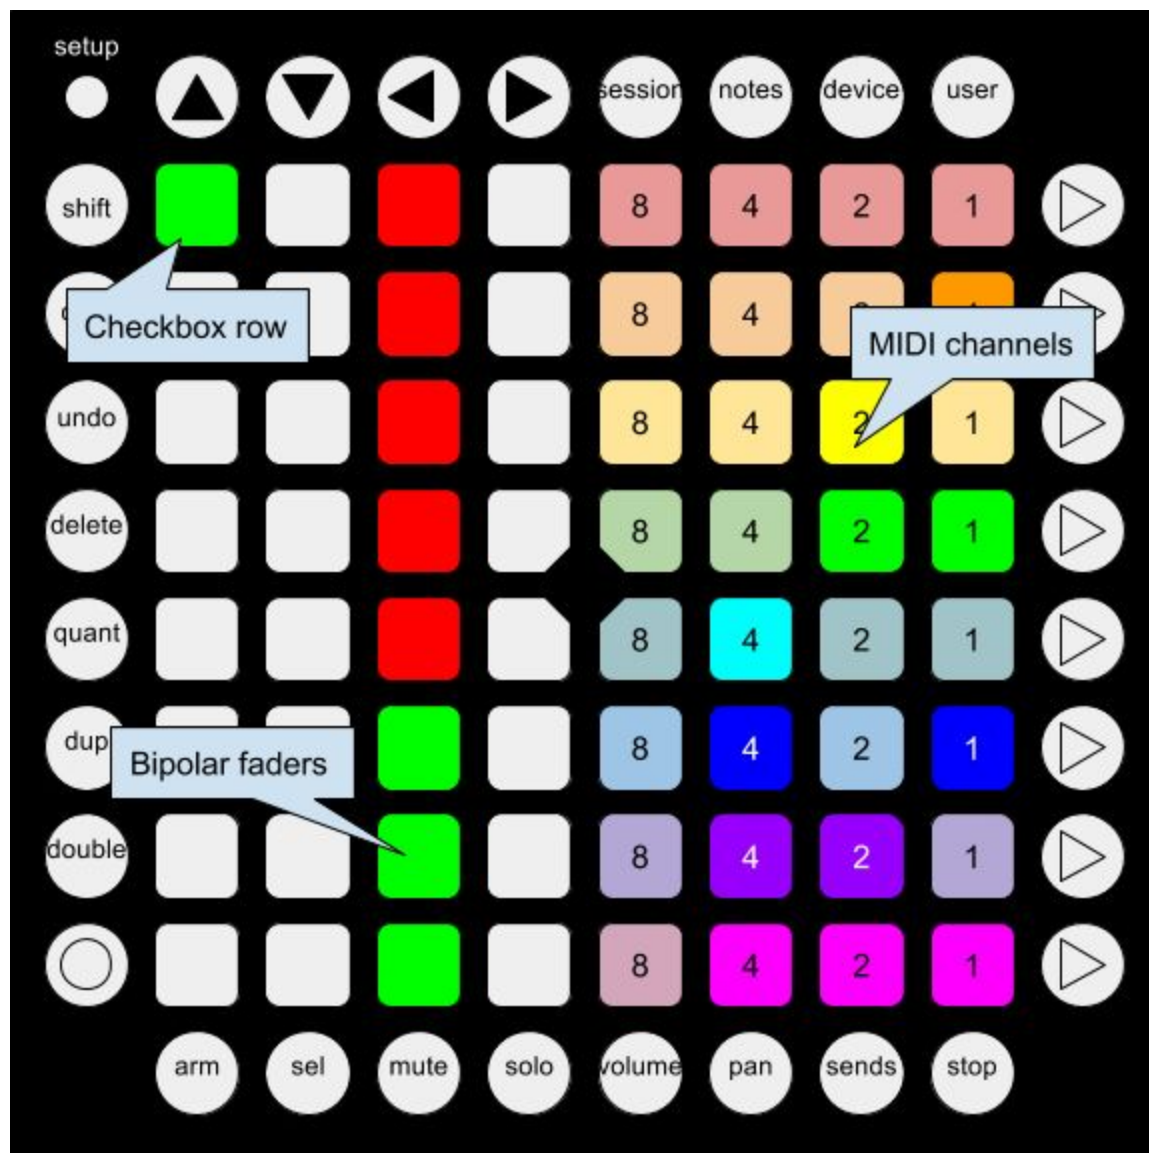 setup
session notes device user
shift 8 4 2 1
8 4
Checkbox row
MIDI channels
undo 8 4 2 1
delete 8 4 2 1
quant 8 4 2 1
dup 8 4 2 1
Bipolar faders
double 8 4 2 1
8 4 2 1
arm sel mute solo volume pan sends stop